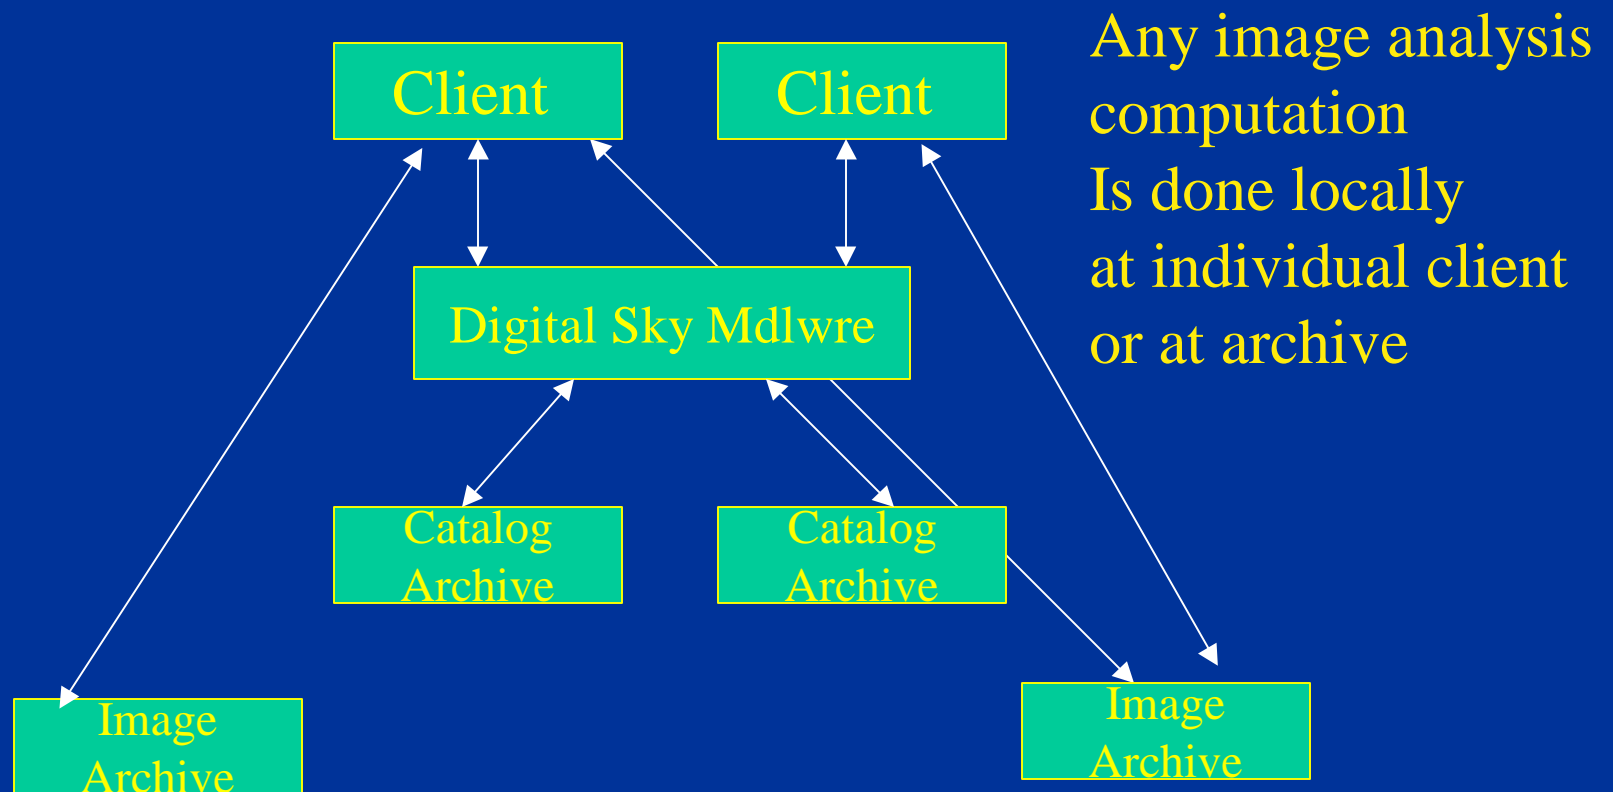 Client
Client
Any image analysis
computation
Is done locally
at individual client
or at archive
Digital Sky Mdlwre
Catalog
Archive
Catalog
Archive
Image
Archive
Image
Archive